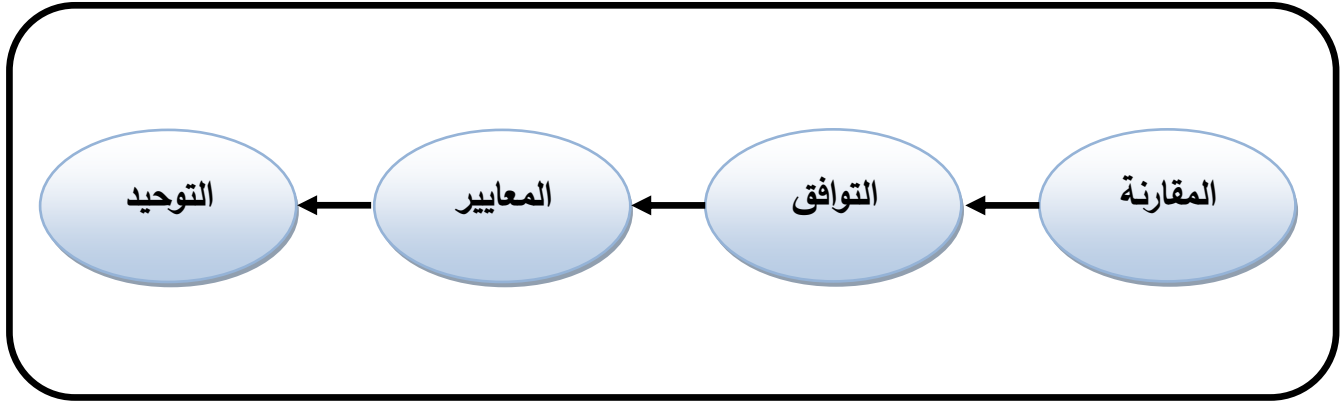 المقارنة
التوافق
المعايير
التوحيد